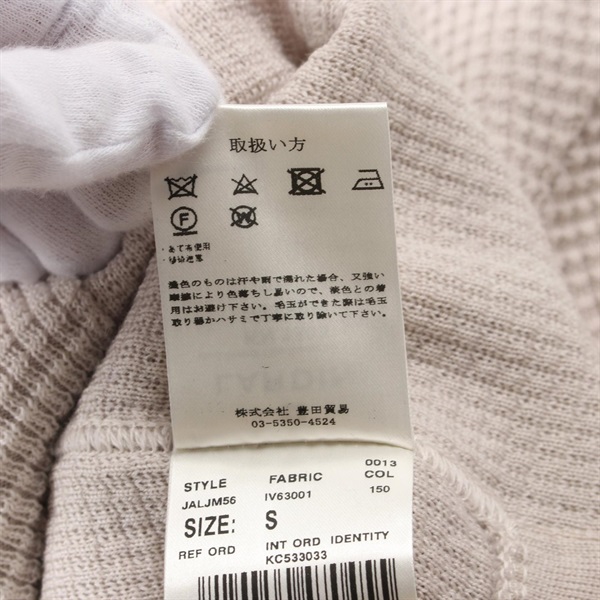 取扱い方
F W
・あて布使用
濃色のものは汗や雨で濡れた場合、又強い
摩擦により色落ちし易いので、淡色との着
用はお避け下さい。毛玉ができた際は毛玉
取り器かハサミで丁寧に取り除いて下さい。
株式会社 豊田貿易
03-5350-4524
STYLE FABRIC 0013 COL
JALJM56 IV63001 150
SIZE: S
REF ORD INT ORD IDENTITY
KC533033